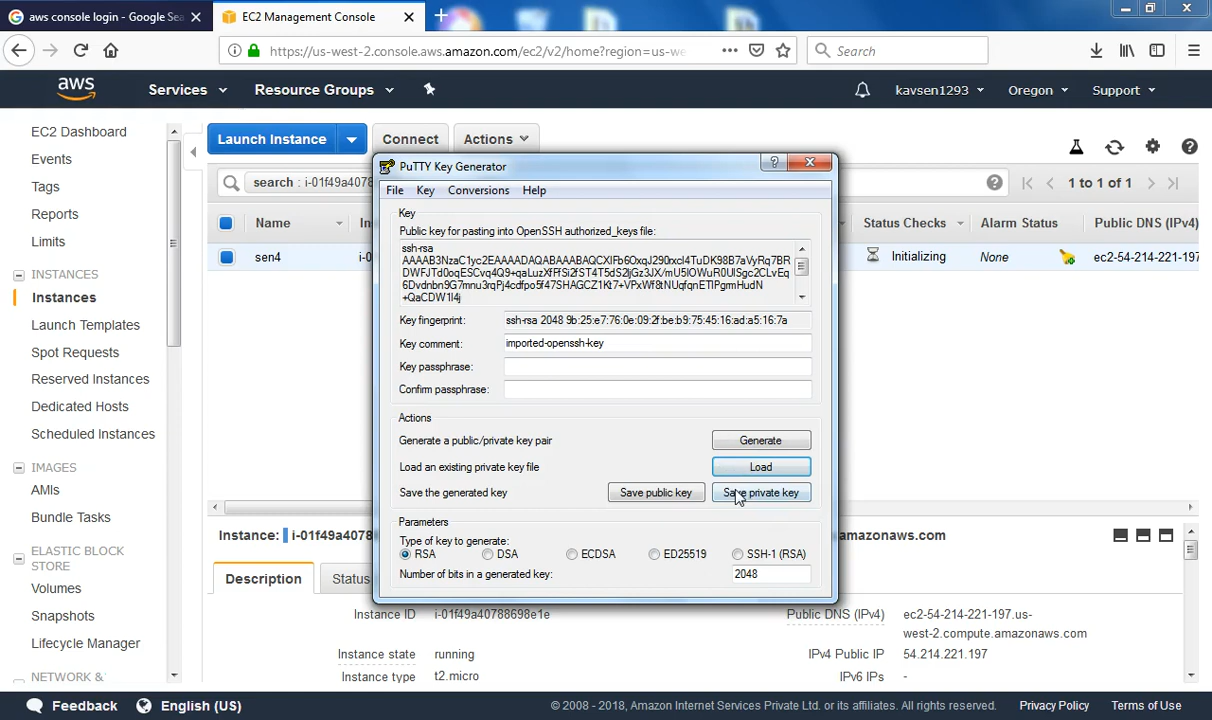 aws console login - Google Sea
EC2 Management Console
https://us-west-2.console.aws.amazon.com/ec2/v2/home?region=us-we
Search
aws
Services
Resource Groups
kavsen1293
Oregon
Support
EC2 Dashboard
Events
Tags
Reports
Limits
INSTANCES
Instances
Launch Templates
Spot Requests
Reserved Instances
Dedicated Hosts
Scheduled Instances
IMAGES
AMIs
Bundle Tasks
ELASTIC BLOCK
STORE
Volumes
Snapshots
Lifecycle Manager
NETWORK &
Launch Instance
Connect
Actions
search : i-01f49a4078
1 to 1 of 1
Name
In
Status Checks
Alarm Status
Public DNS (IPv4)
sen4
i-0
Initializing
None
ec2-54-214-221-197
PuTTY Key Generator
File Key Conversions Help
Key
Public key for pasting into OpenSSH authorized_keys file:
ssh-rsa
Key fingerprint:
ssh-rsa 2048 9b:25:e7:76:0e:09:2f:be:b9:75:45:16:ad:a5:16:7a
Key comment:
imported-openssh-key
Key passphrase:
Confirm passphrase:
Actions
Generate a public/private key pair
Generate
Load an existing private key file
Load
Save the generated key
Save public key
Save private key
Parameters
Type of key to generate:
RSA
DSA
ECDSA
ED25519
SSH-1 (RSA)
Number of bits in a generated key:
2048
Instance:
i-01f49a40788
amazonaws.com
Description
Status
Instance ID
i-01f49a40788698e1e
Public DNS (IPv4)
ec2-54-214-221-197.us-
west-2.compute.amazonaws.com
Instance state
running
IPv4 Public IP
54.214.221.197
Instance type
t2.micro
IPv6 IPs
-
Feedback
English (US)
© 2008 - 2018, Amazon Internet Services Private Ltd. or its affiliates. All rights reserved.
Privacy Policy
Terms of Use